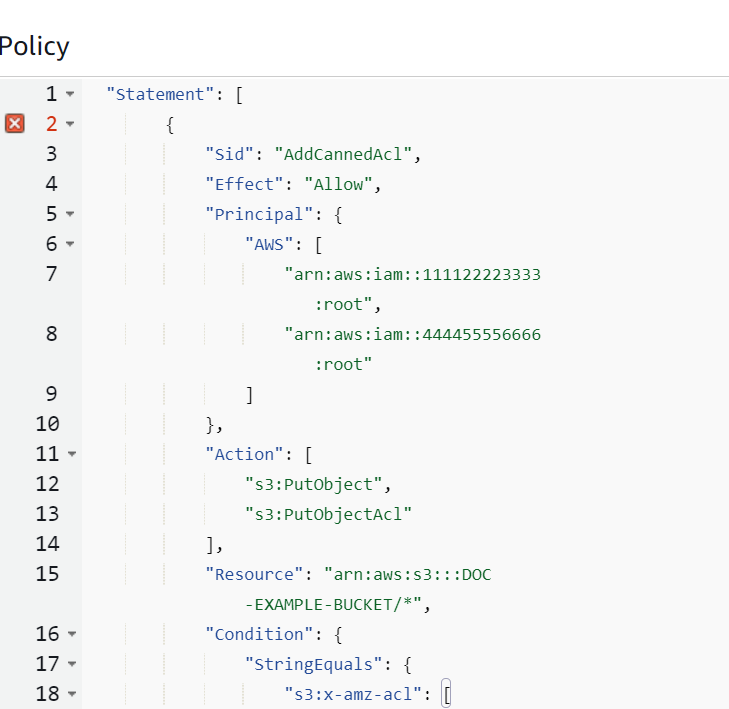 Policy
1 "Statement": [
2 {
3 "Sid": "AddCannedAcl",
4 "Effect": "Allow",
5 "Principal": {
6 "AWS": [
7 "arn:aws:iam::111122223333
:root",
8 "arn:aws:iam::444455556666
:root"
9 ]
10 },
11 "Action": [
12 "s3:PutObject",
13 "s3:PutObjectAcl"
14 ],
15 "Resource": "arn:aws:s3:::DOC
-EXAMPLE-BUCKET/*",
16 "Condition": {
17 "StringEquals": {
18 "s3:x-amz-acl": [